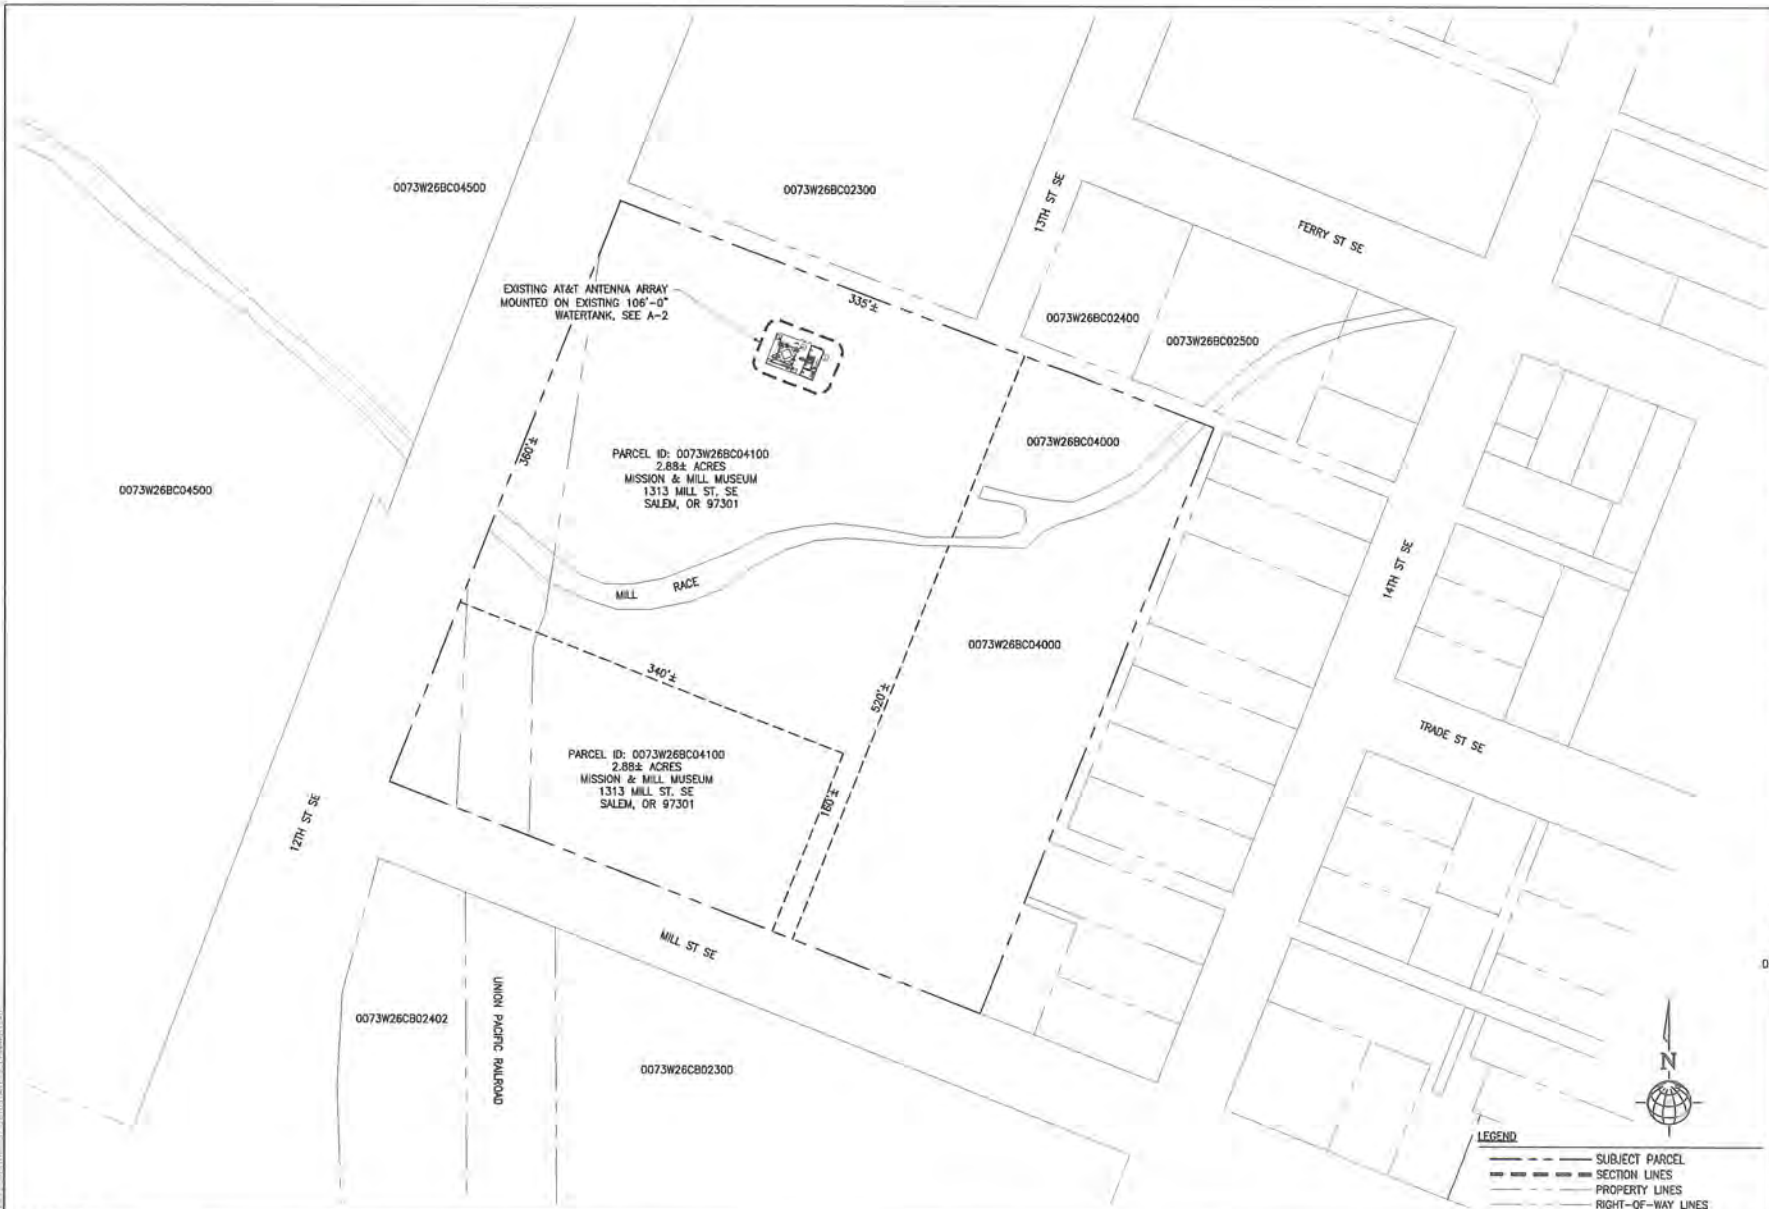 0073W26BC04500
0073W26BC02300
13TH ST SE
FERRY ST SE
EXISTING AT&T ANTENNA ARRAY
MOUNTED ON EXISTING 106'-0"
WATERTANK, SEE A-2
335'±
0073W26BC02400
0073W26BC02500
360'±
0073W26BC04000
PARCEL ID: 0073W26BC04100
2.88± ACRES
MISSION & MILL MUSEUM
1313 MILL ST. SE
SALEM, OR 97301
0073W26BC04500
14TH ST SE
MILL RACE
0073W26BC04000
340'±
520'±
TRADE ST SE
PARCEL ID: 0073W26BC04100
2.88± ACRES
MISSION & MILL MUSEUM
1313 MILL ST. SE
SALEM, OR 97301
160'±
12TH ST SE
MILL ST SE
0
UNION PACIFIC RAILROAD
0073W26CB02402
0073W26CB02300
N
LEGEND
SUBJECT PARCEL
SECTION LINES
PROPERTY LINES
RIGHT-OF-WAY LINES